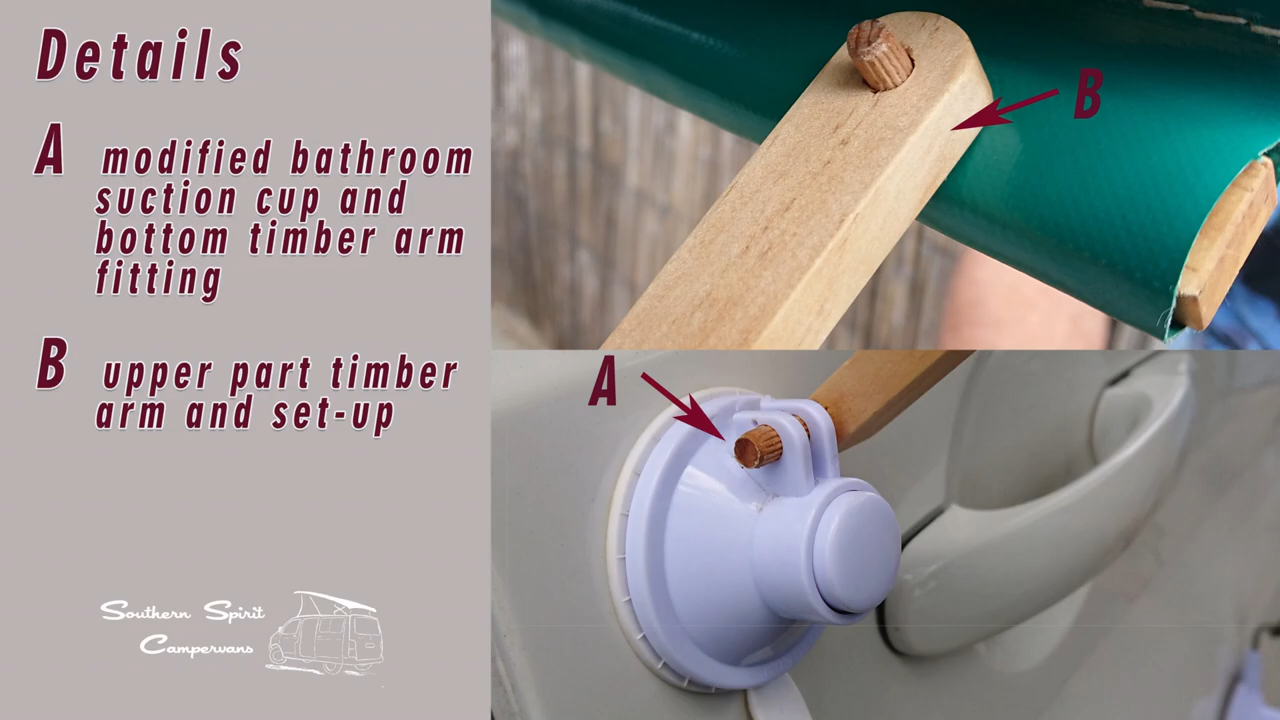 Details
A modified bathroom
suction cup and
bottom timber arm
fitting
B upper part timber
arm and set-up
Southern Spirit
Campervans
B
A